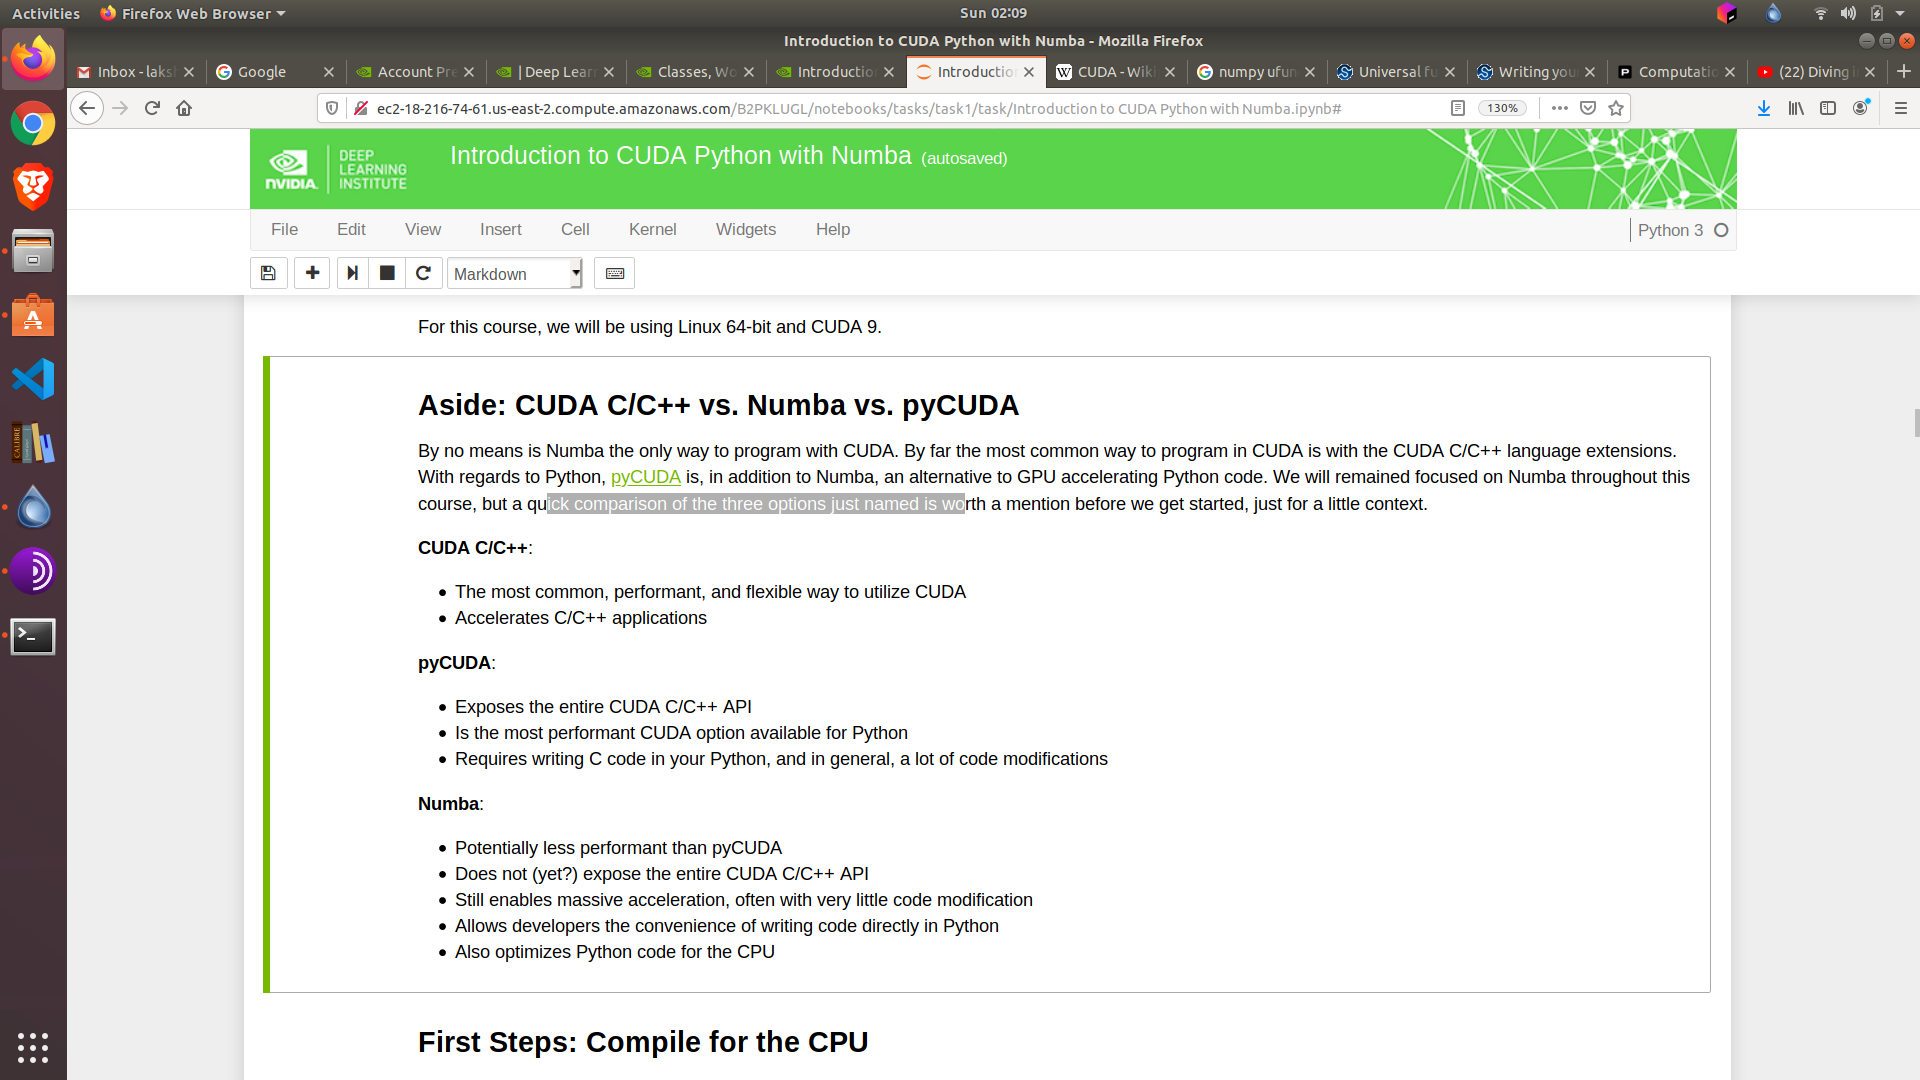 Activities Firefox Web Browser Sun 02:09
Introduction to CUDA Python with Numba - Mozilla Firefox
Inbox - laks Google Account Pre | Deep Lear Classes, Wo Introductio Introductio CUDA - Wiki numpy ufun Universal fu Writing you Computatio (22) Diving i
ec2-18-216-74-61.us-east-2.compute.amazonaws.com/B2PKLUGL/notebooks/tasks/task1/task/Introduction to CUDA Python with Numba.ipynb# 130%
NVIDIA. DEEP LEARNING INSTITUTE
Introduction to CUDA Python with Numba (autosaved)
File Edit View Insert Cell Kernel Widgets Help Python 3
Markdown
For this course, we will be using Linux 64-bit and CUDA 9.
Aside: CUDA C/C++ vs. Numba vs. pyCUDA
By no means is Numba the only way to program with CUDA. By far the most common way to program in CUDA is with the CUDA C/C++ language extensions.
With regards to Python, pyCUDA is, in addition to Numba, an alternative to GPU accelerating Python code. We will remained focused on Numba throughout this
course, but a quick comparison of the three options just named is worth a mention before we get started, just for a little context.
CUDA C/C++:
• The most common, performant, and flexible way to utilize CUDA
• Accelerates C/C++ applications
pyCUDA:
• Exposes the entire CUDA C/C++ API
• Is the most performant CUDA option available for Python
• Requires writing C code in your Python, and in general, a lot of code modifications
Numba:
• Potentially less performant than pyCUDA
• Does not (yet?) expose the entire CUDA C/C++ API
• Still enables massive acceleration, often with very little code modification
• Allows developers the convenience of writing code directly in Python
• Also optimizes Python code for the CPU
First Steps: Compile for the CPU
CALIBRE